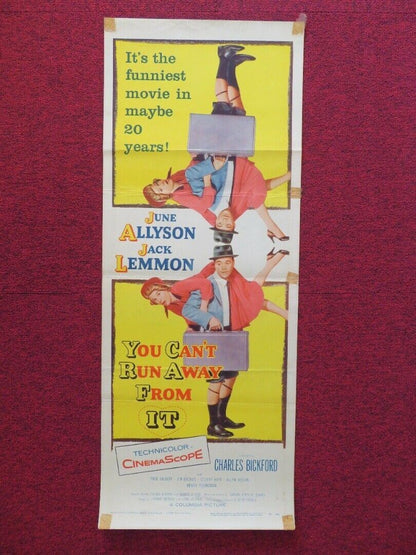 It's the
funniest
movie in
maybe
20
years!
JUNE
ALLYSON
JACK
LEMMON
YOU CAN'T
RUN AWAY
FROM
IT
TECHNICOLOR
CINEMASCOPE
CHARLES BICKFORD
A COLUMBIA PICTURE